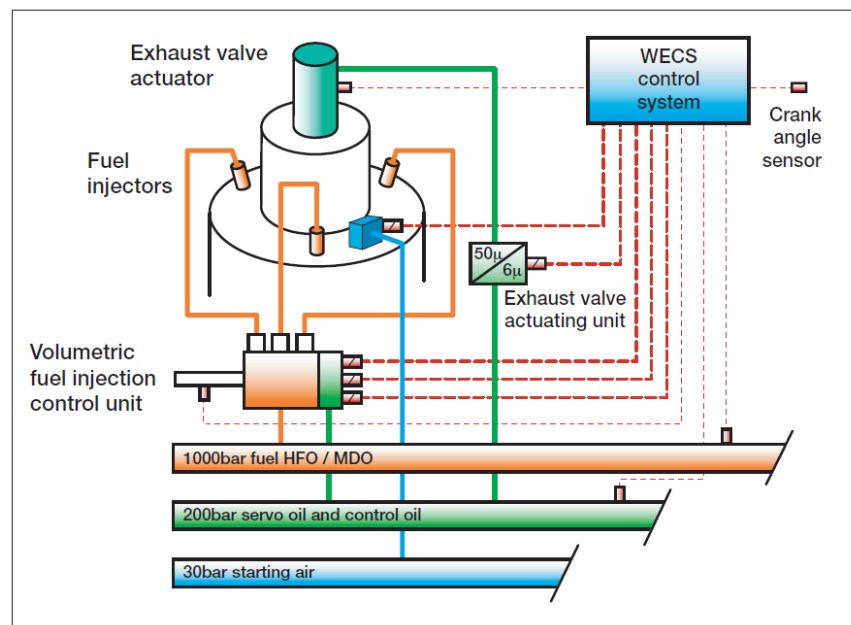 Exhaust valve
actuator
WECS
control
system
Crank
angle
sensor
Fuel
injectors
50µ
6µ
Exhaust valve
actuating unit
Volumetric
fuel injection
control unit
1000bar fuel HFO / MDO
200bar servo oil and control oil
30bar starting air